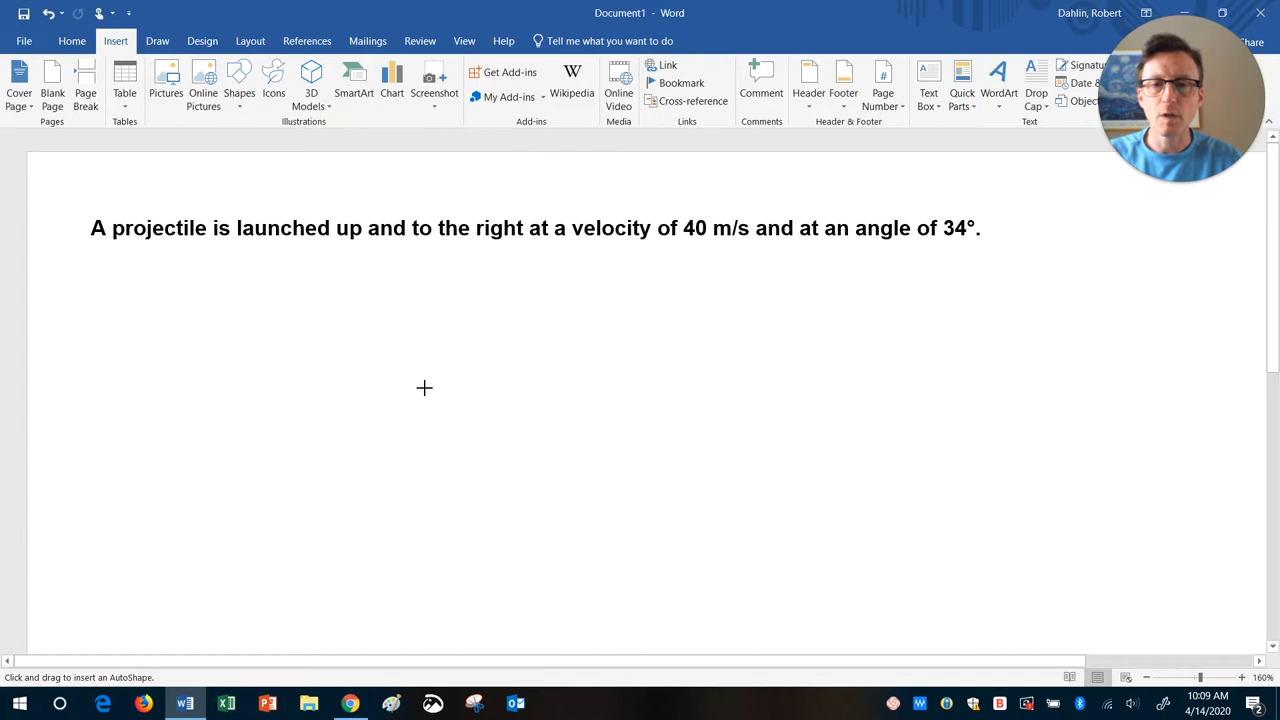 Document1 - Word
Dahlin, Robert
File Home Insert Draw Design Layout References Mailings Review View Help Tell me what you want to do Share
Cover Page Blank Page Page Break Table Pictures Online Pictures Shapes Icons 3D Models SmartArt Chart Screenshot Get Add-ins My Add-ins Wikipedia Online Video Link Bookmark Cross-reference Comment Header Footer Page Number Text Box Quick Parts WordArt Drop Cap Date & Object
Pages Tables Illustrations Add-ins Media Links Comments Header & Footer Text
A projectile is launched up and to the right at a velocity of 40 m/s and at an angle of 34°.
Click and drag to insert an AutoShape.
160%
10:09 AM
4/14/2020
2